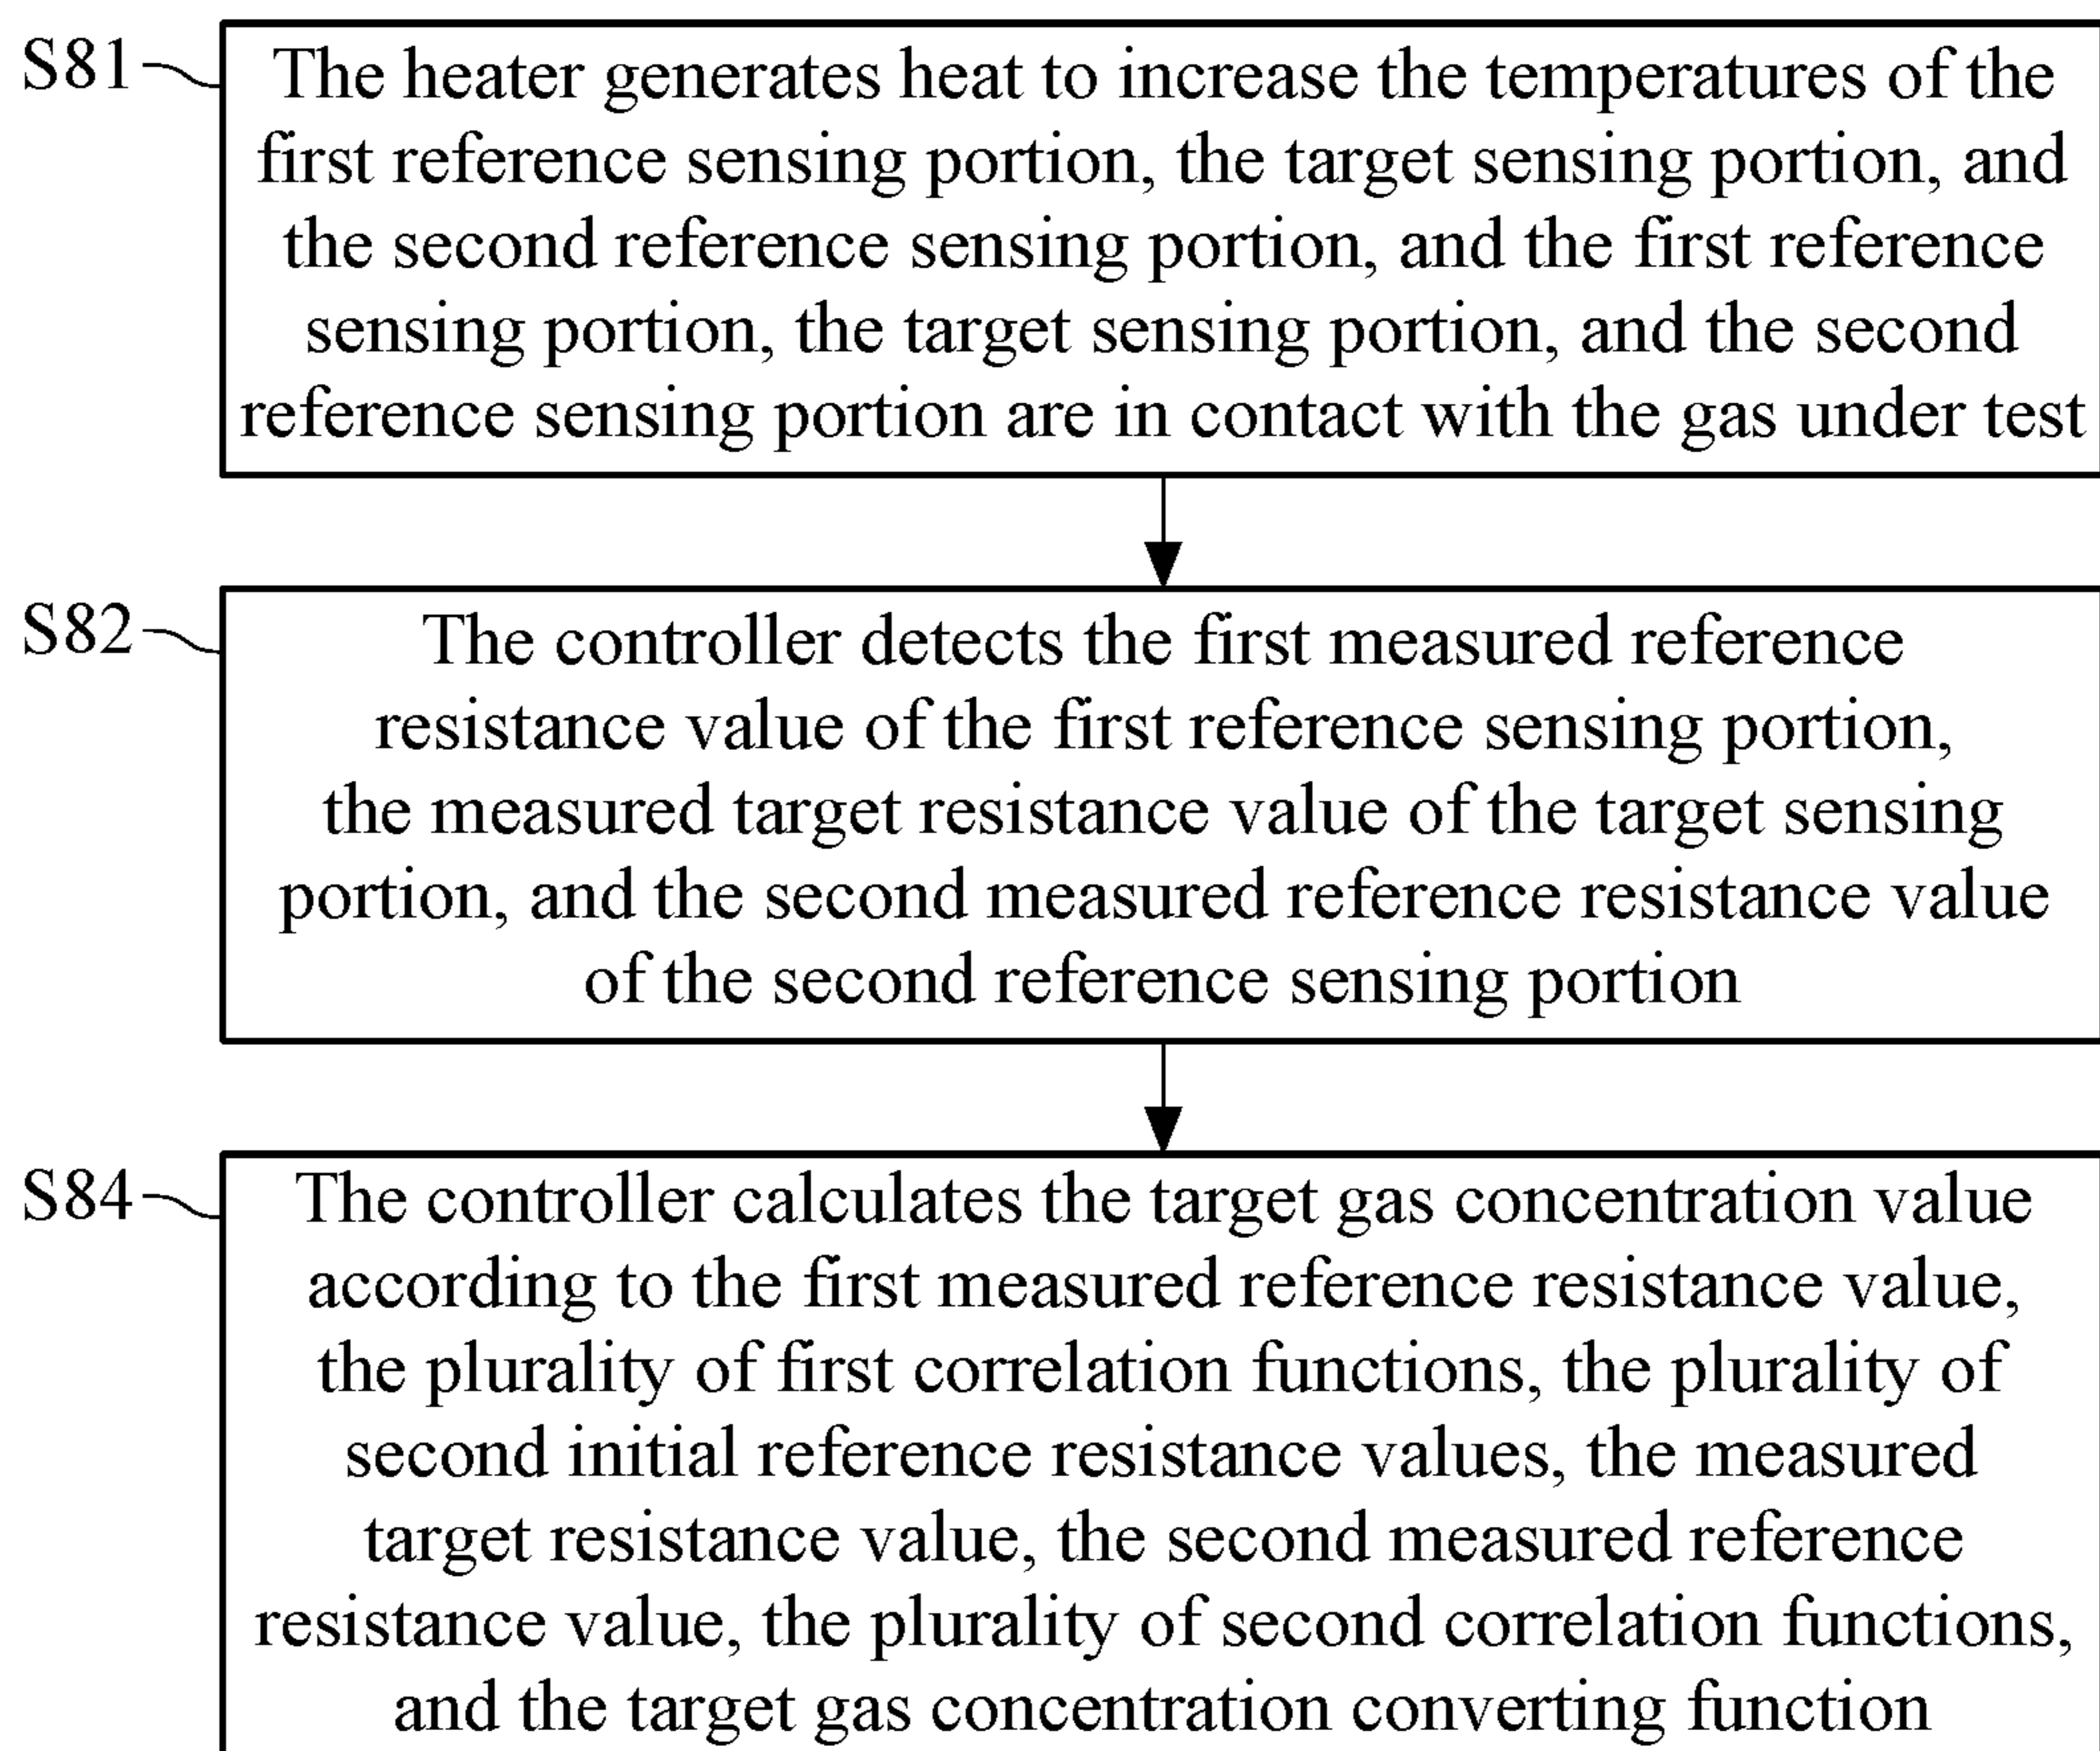 S81
The heater generates heat to increase the temperatures of the
first reference sensing portion, the target sensing portion, and
the second reference sensing portion, and the first reference
sensing portion, the target sensing portion, and the second
reference sensing portion are in contact with the gas under test
S82
The controller detects the first measured reference
resistance value of the first reference sensing portion,
the measured target resistance value of the target sensing
portion, and the second measured reference resistance value
of the second reference sensing portion
S84
The controller calculates the target gas concentration value
according to the first measured reference resistance value,
the plurality of first correlation functions, the plurality of
second initial reference resistance values, the measured
target resistance value, the second measured reference
resistance value, the plurality of second correlation functions,
and the target gas concentration converting function